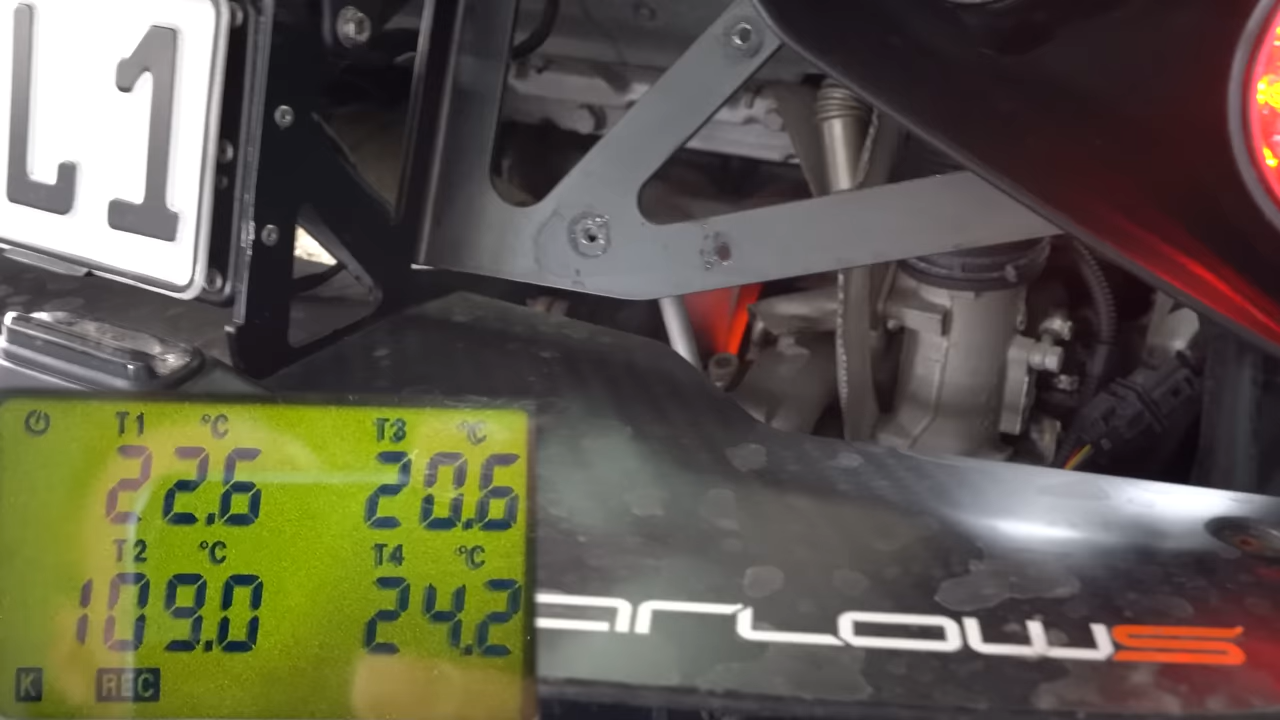 L1
T1 °C T3 °C
22.6 20.6
T2 °C T4 °C
109.0 24.2
K REC
arlows